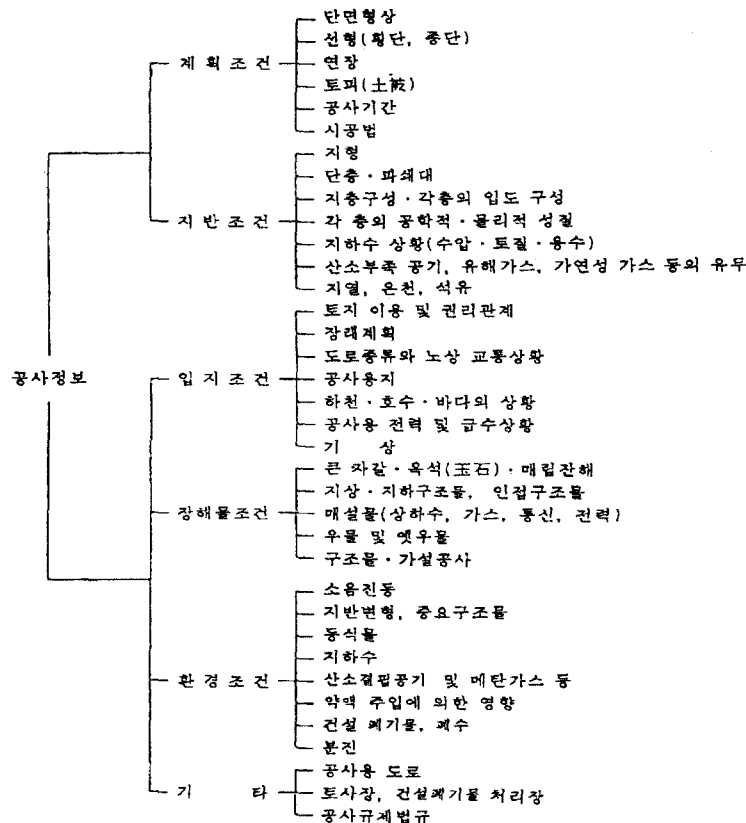 단면형상
선형(횡단, 종단)
계획조건
연장
토피(土被)
공사기간
시공법
지형
단층·파쇄대
지층구성·각층의 입도 구성
지반조건
각 층의 공학적·물리적 성질
지하수 상황(수압·토질·용수)
산소부족 공기, 유해가스, 가연성 가스 등의 유무
지열, 온천, 석유
토지 이용 및 권리관계
장래계획
도로종류와 노상 교통상황
공사정보
입지조건
공사용지
하천·호수·바다의 상황
공사용 전력 및 급수상황
기 상
큰 자갈·옥석(玉石)·매립잔해
지상·지하구조물, 인접구조물
장해물조건
매설물(상하수, 가스, 통신, 전력)
우물 및 옛우물
구조물·가설공사
소음진동
지반변형, 중요구조물
동식물
지하수
환경조건
산소결핍공기 및 메탄가스 등
약액 주입에 의한 영향
건설 폐기물, 폐수
분진
공사용 도로
기 타
토사장, 건설폐기물 처리장
공사규제법규